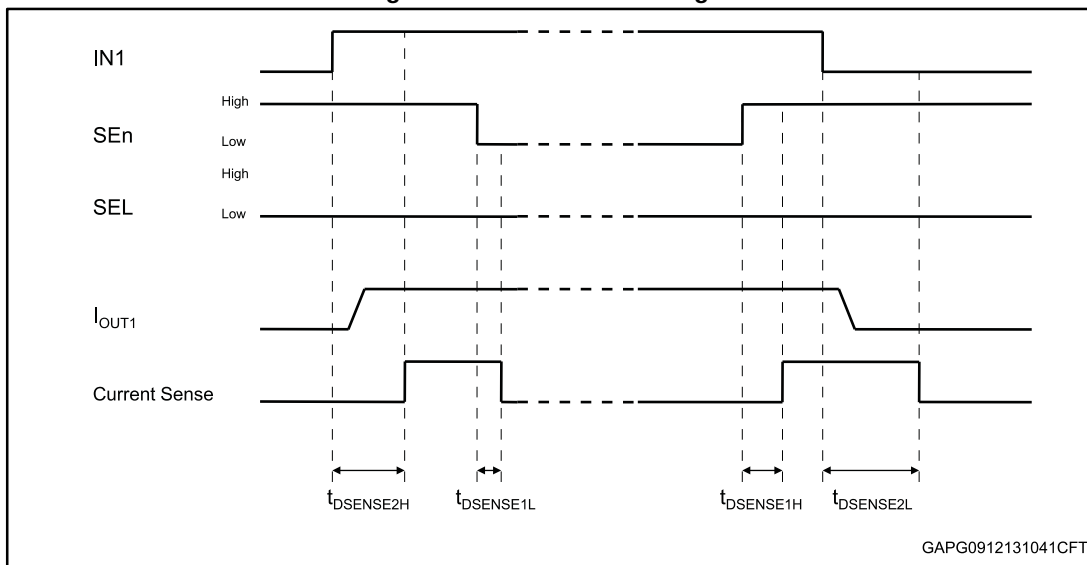 IN1
High
SEn
Low
High
SEL
Low
IOUT1
Current Sense
tDSENSE2H
tDSENSE1L
tDSENSE1H
tDSENSE2L
GAPG0912131041CFT